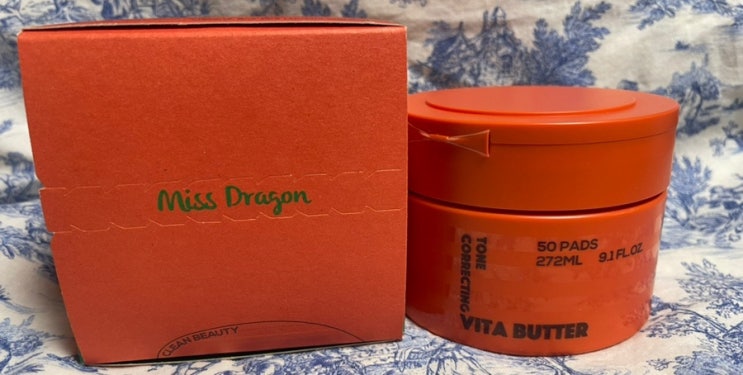 Miss Dragon
CLEAN BEAUTY
TONE
CORRECTING
50 PADS
272ML 9.1 FL.OZ
VITA BUTTER